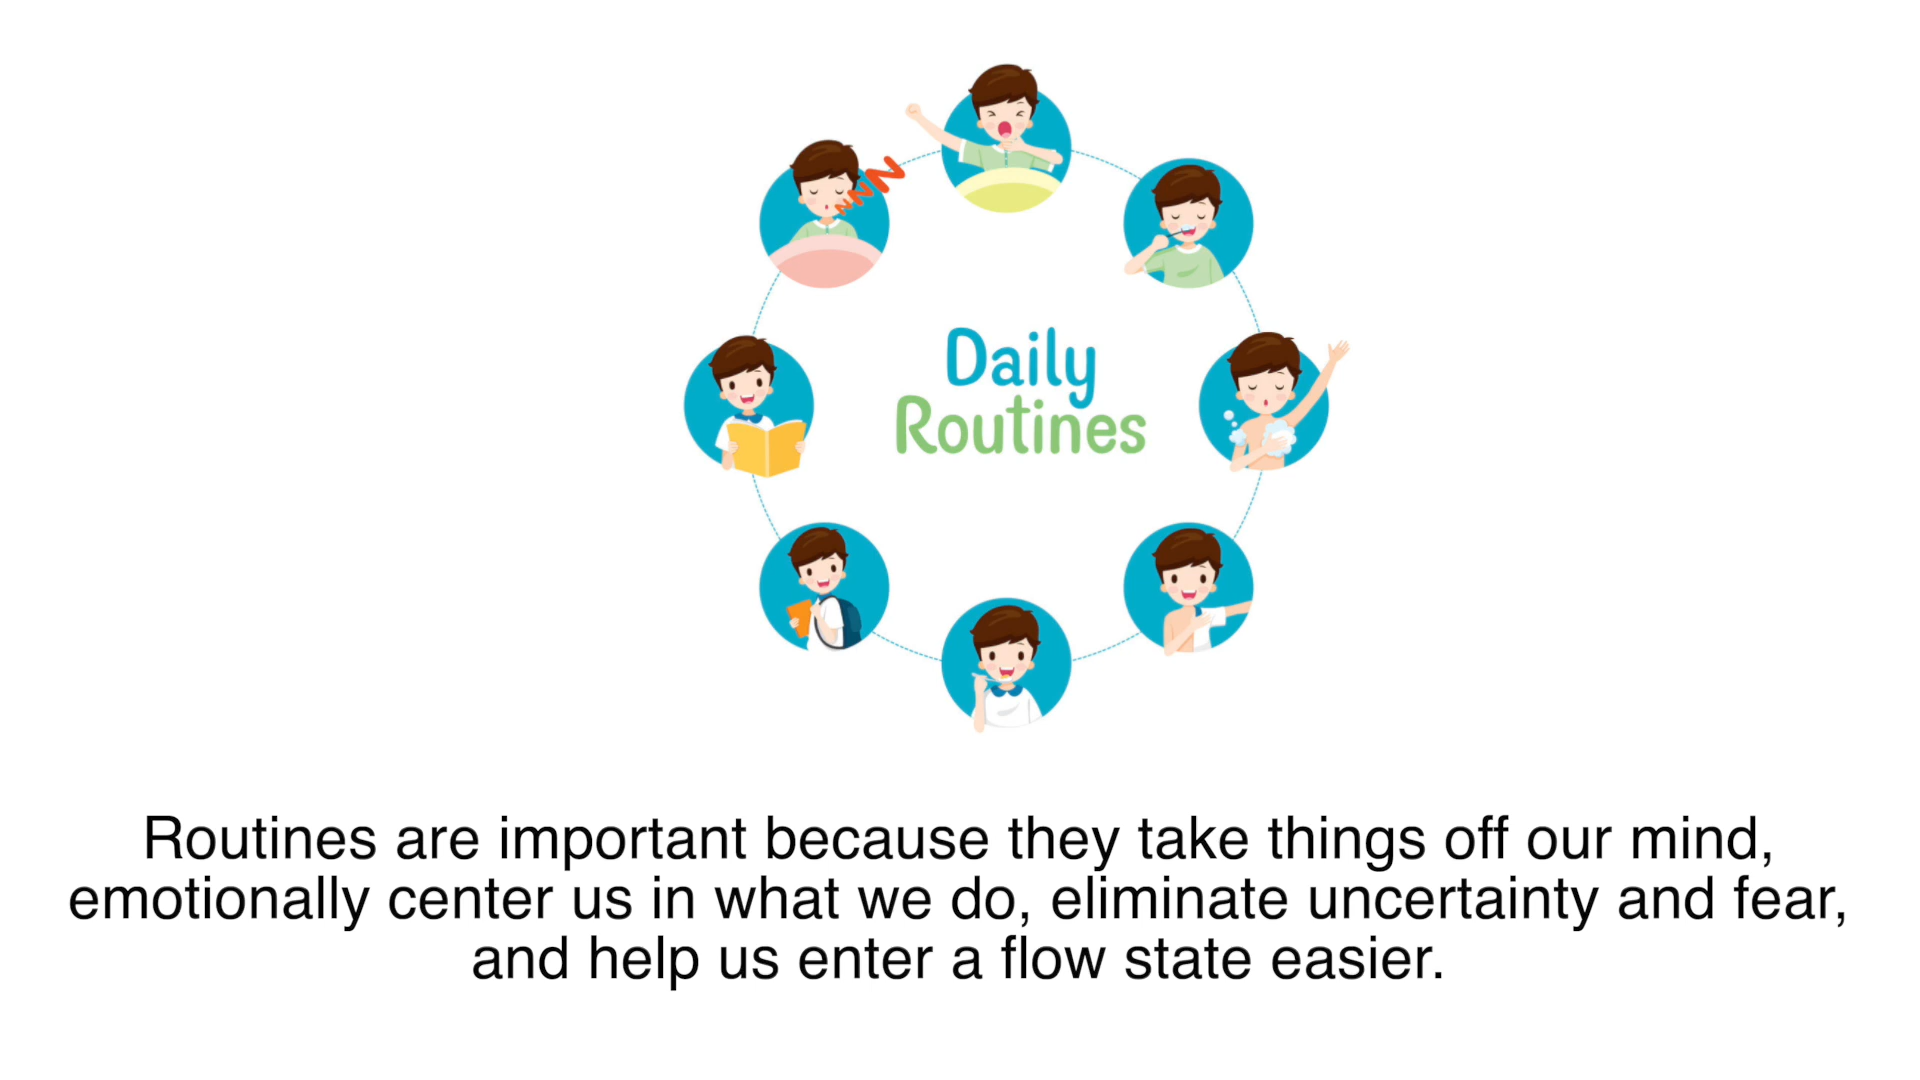 NNN
Daily
Routines
Routines are important because they take things off our mind,
emotionally center us in what we do, eliminate uncertainty and fear,
and help us enter a flow state easier.